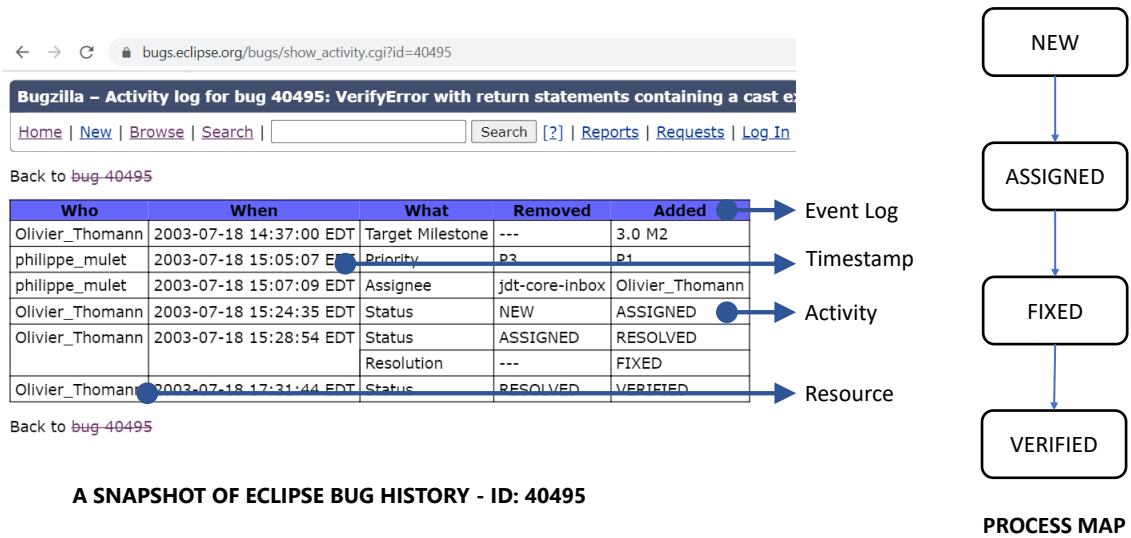 bugs.eclipse.org/bugs/show_activity.cgi?id=40495
Bugzilla – Activity log for bug 40495: VerifyError with return statements containing a cast ex
Home | New | Browse | Search | Search [?] | Reports | Requests | Log In
Back to bug 40495
Who When What Removed Added
Olivier_Thomann 2003-07-18 14:37:00 EDT Target Milestone --- 3.0 M2
philippe_mulet 2003-07-18 15:05:07 EDT Priority P3 P1
philippe_mulet 2003-07-18 15:07:09 EDT Assignee jdt-core-inbox Olivier_Thomann
Olivier_Thomann 2003-07-18 15:24:35 EDT Status NEW ASSIGNED
Olivier_Thomann 2003-07-18 15:28:54 EDT Status ASSIGNED RESOLVED
Resolution --- FIXED
Olivier_Thomann 2003-07-18 17:31:44 EDT Status RESOLVED VERIFIED
Back to bug 40495
Event Log
Timestamp
Activity
Resource
A SNAPSHOT OF ECLIPSE BUG HISTORY - ID: 40495
NEW
ASSIGNED
FIXED
VERIFIED
PROCESS MAP